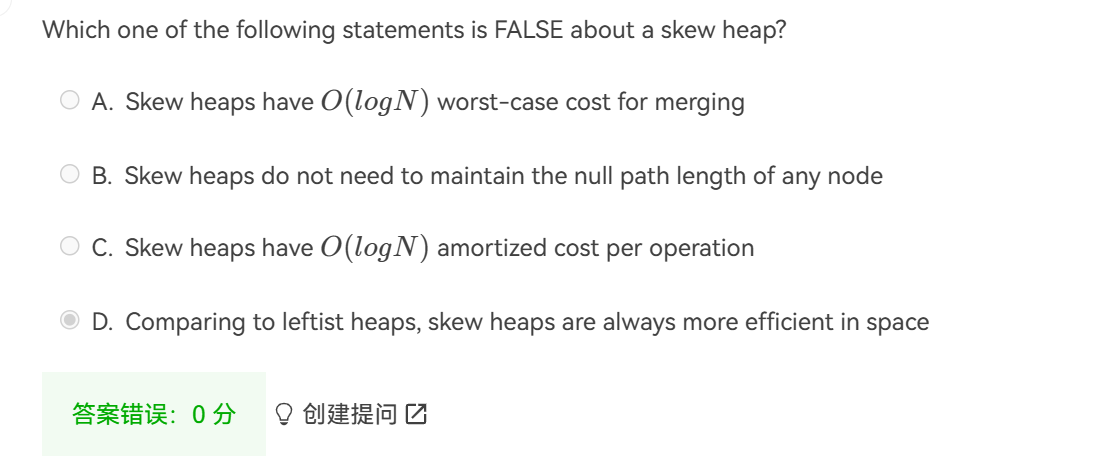 Which one of the following statements is FALSE about a skew heap?
A. Skew heaps have O(logN) worst-case cost for merging
B. Skew heaps do not need to maintain the null path length of any node
C. Skew heaps have O(logN) amortized cost per operation
D. Comparing to leftist heaps, skew heaps are always more efficient in space
答案错误：0 分 创建提问